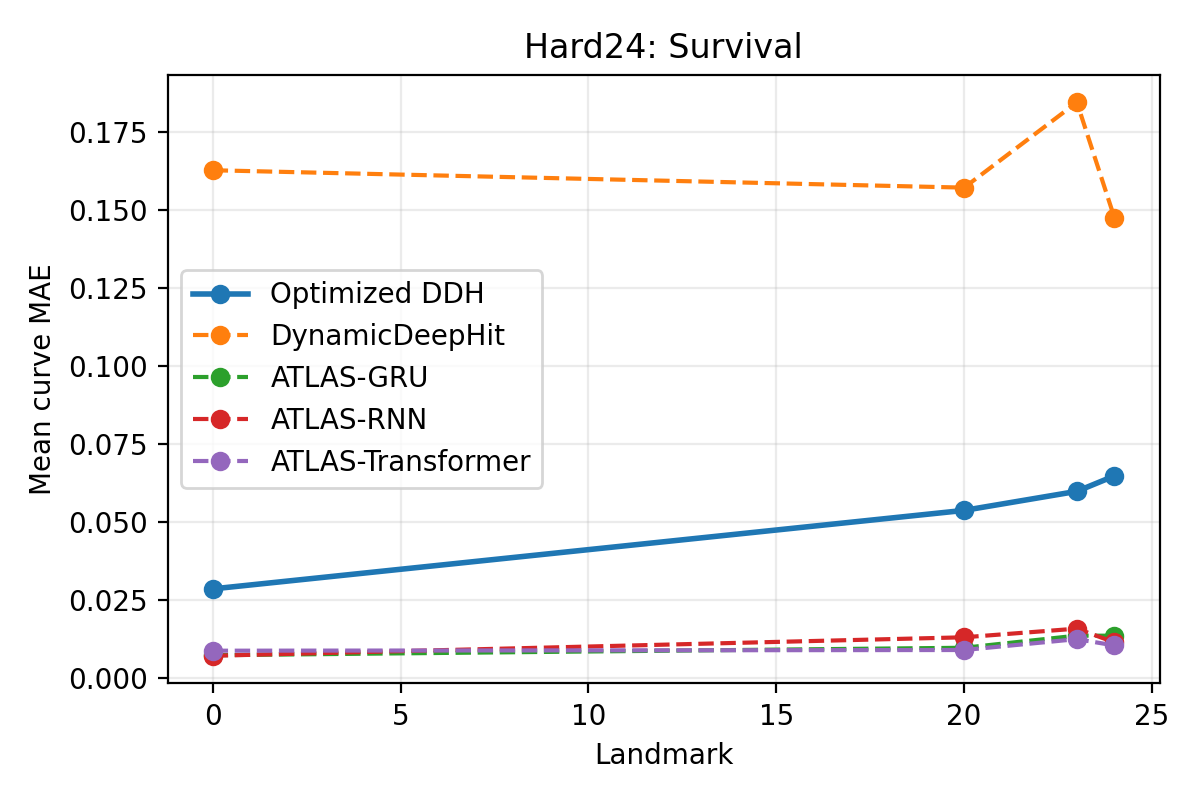 Hard24: Survival
Mean curve MAE
0.175
0.150
0.125
0.100
0.075
0.050
0.025
0.000
Optimized DDH
DynamicDeepHit
ATLAS-GRU
ATLAS-RNN
ATLAS-Transformer
0 5 10 15 20 25
Landmark